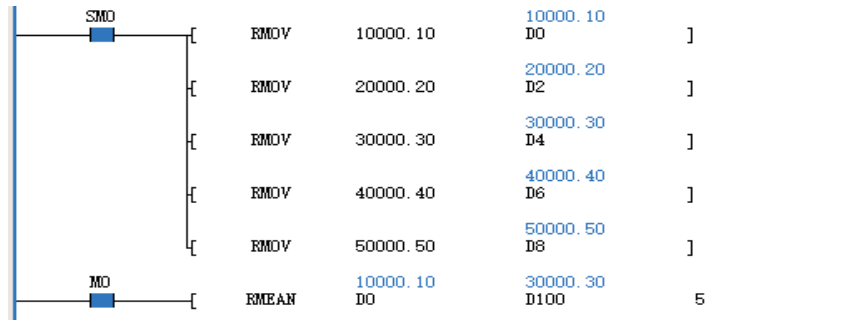 SM0
10000.10
[ RMOV 10000.10 D0 ]
20000.20
[ RMOV 20000.20 D2 ]
30000.30
[ RMOV 30000.30 D4 ]
40000.40
[ RMOV 40000.40 D6 ]
50000.50
[ RMOV 50000.50 D8 ]
M0 10000.10 30000.30
[ RMEAN D0 D100 5